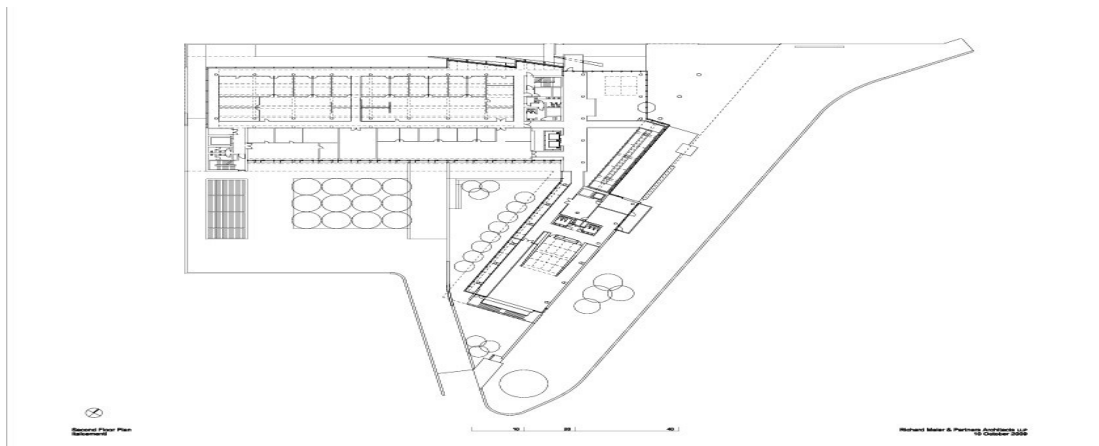 Second Floor Plan
Italcementi
10 20 40
Richard Meier & Partners Architects LLP
10 October 2009